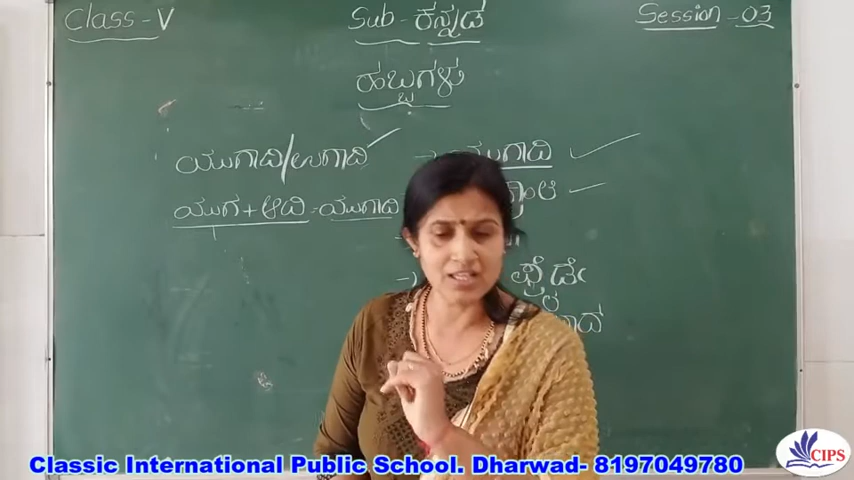 Class - V
Sub - ಕನ್ನಡ
Session - 03
ಹಬ್ಬಗಳು
ಯುಗಾದಿ/ಉಗಾದಿ
ಯುಗಾದಿ
ಯುಗ + ಆದಿ = ಯುಗಾದಿ
ಫ್ರೈಡೇ
Classic International Public School. Dharwad - 8197049780
CIPS